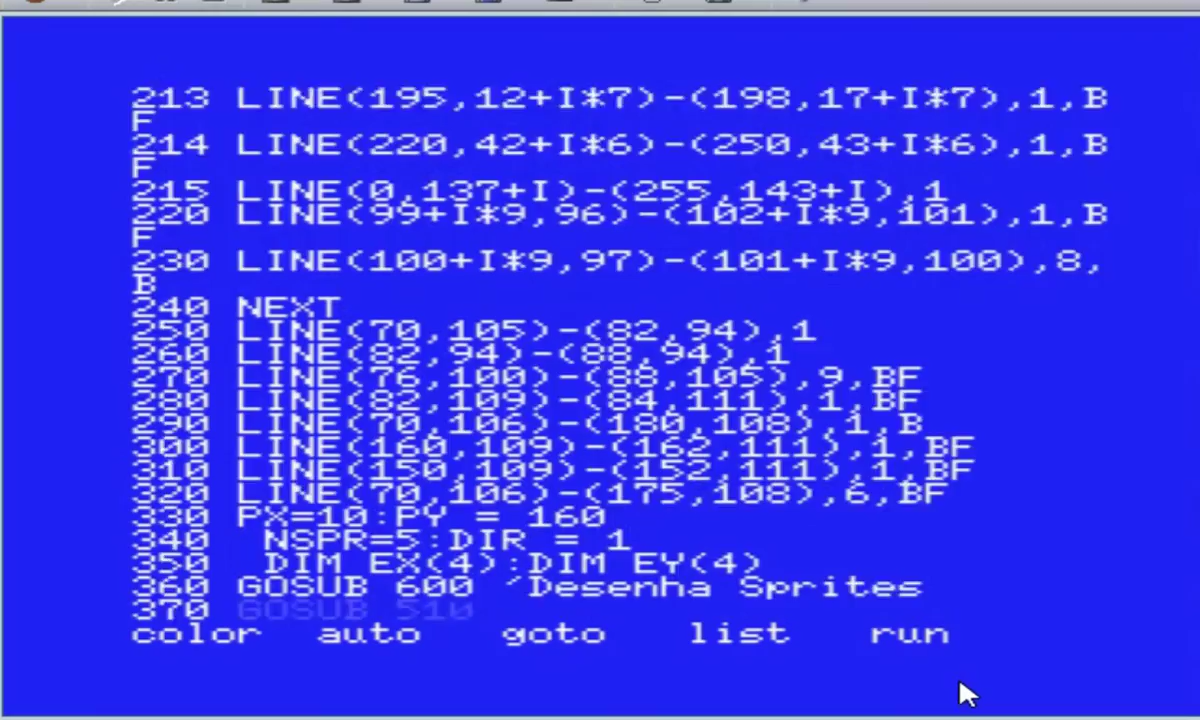 213 LINE(195,12+I*7)-(198,17+I*7),1,B
F
214 LINE(220,42+I*6)-(250,43+I*6),1,B
F
215 LINE(0,137+I)-(255,143+I),1
220 LINE(99+I*9,96)-(102+I*9,101),1,B
F
230 LINE(100+I*9,97)-(101+I*9,100),8,
B
240 NEXT
250 LINE(70,105)-(82,94),1
260 LINE(82,94)-(88,94),1
270 LINE(76,100)-(88,105),9,BF
280 LINE(82,109)-(84,111),1,BF
290 LINE(70,106)-(180,108),1,B
300 LINE(160,109)-(162,111),1,BF
310 LINE(150,109)-(152,111),1,BF
320 LINE(70,106)-(175,108),6,BF
330 PX=10:PY = 160
340  NSPR=5:DIR = 1
350  DIM EX(4):DIM EY(4)
360 GOSUB 600 'Desenha Sprites
370 GOSUB 510
color auto goto list run